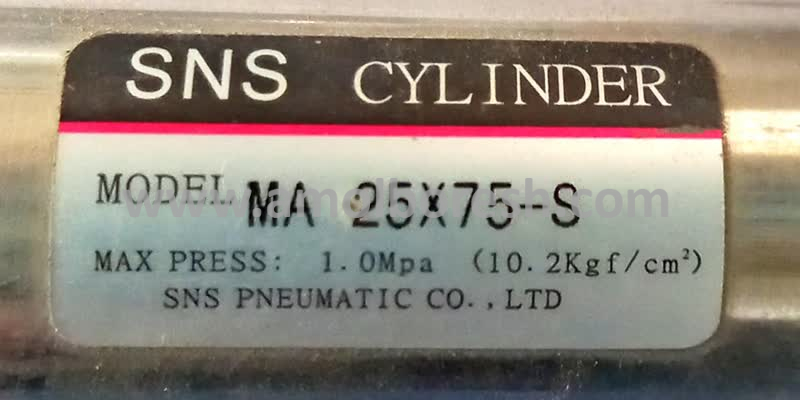 SNS CYLINDER
MODEL MA 25X75-S
MAX PRESS: 1.0Mpa (10.2Kgf/cm²)
SNS PNEUMATIC CO.,LTD